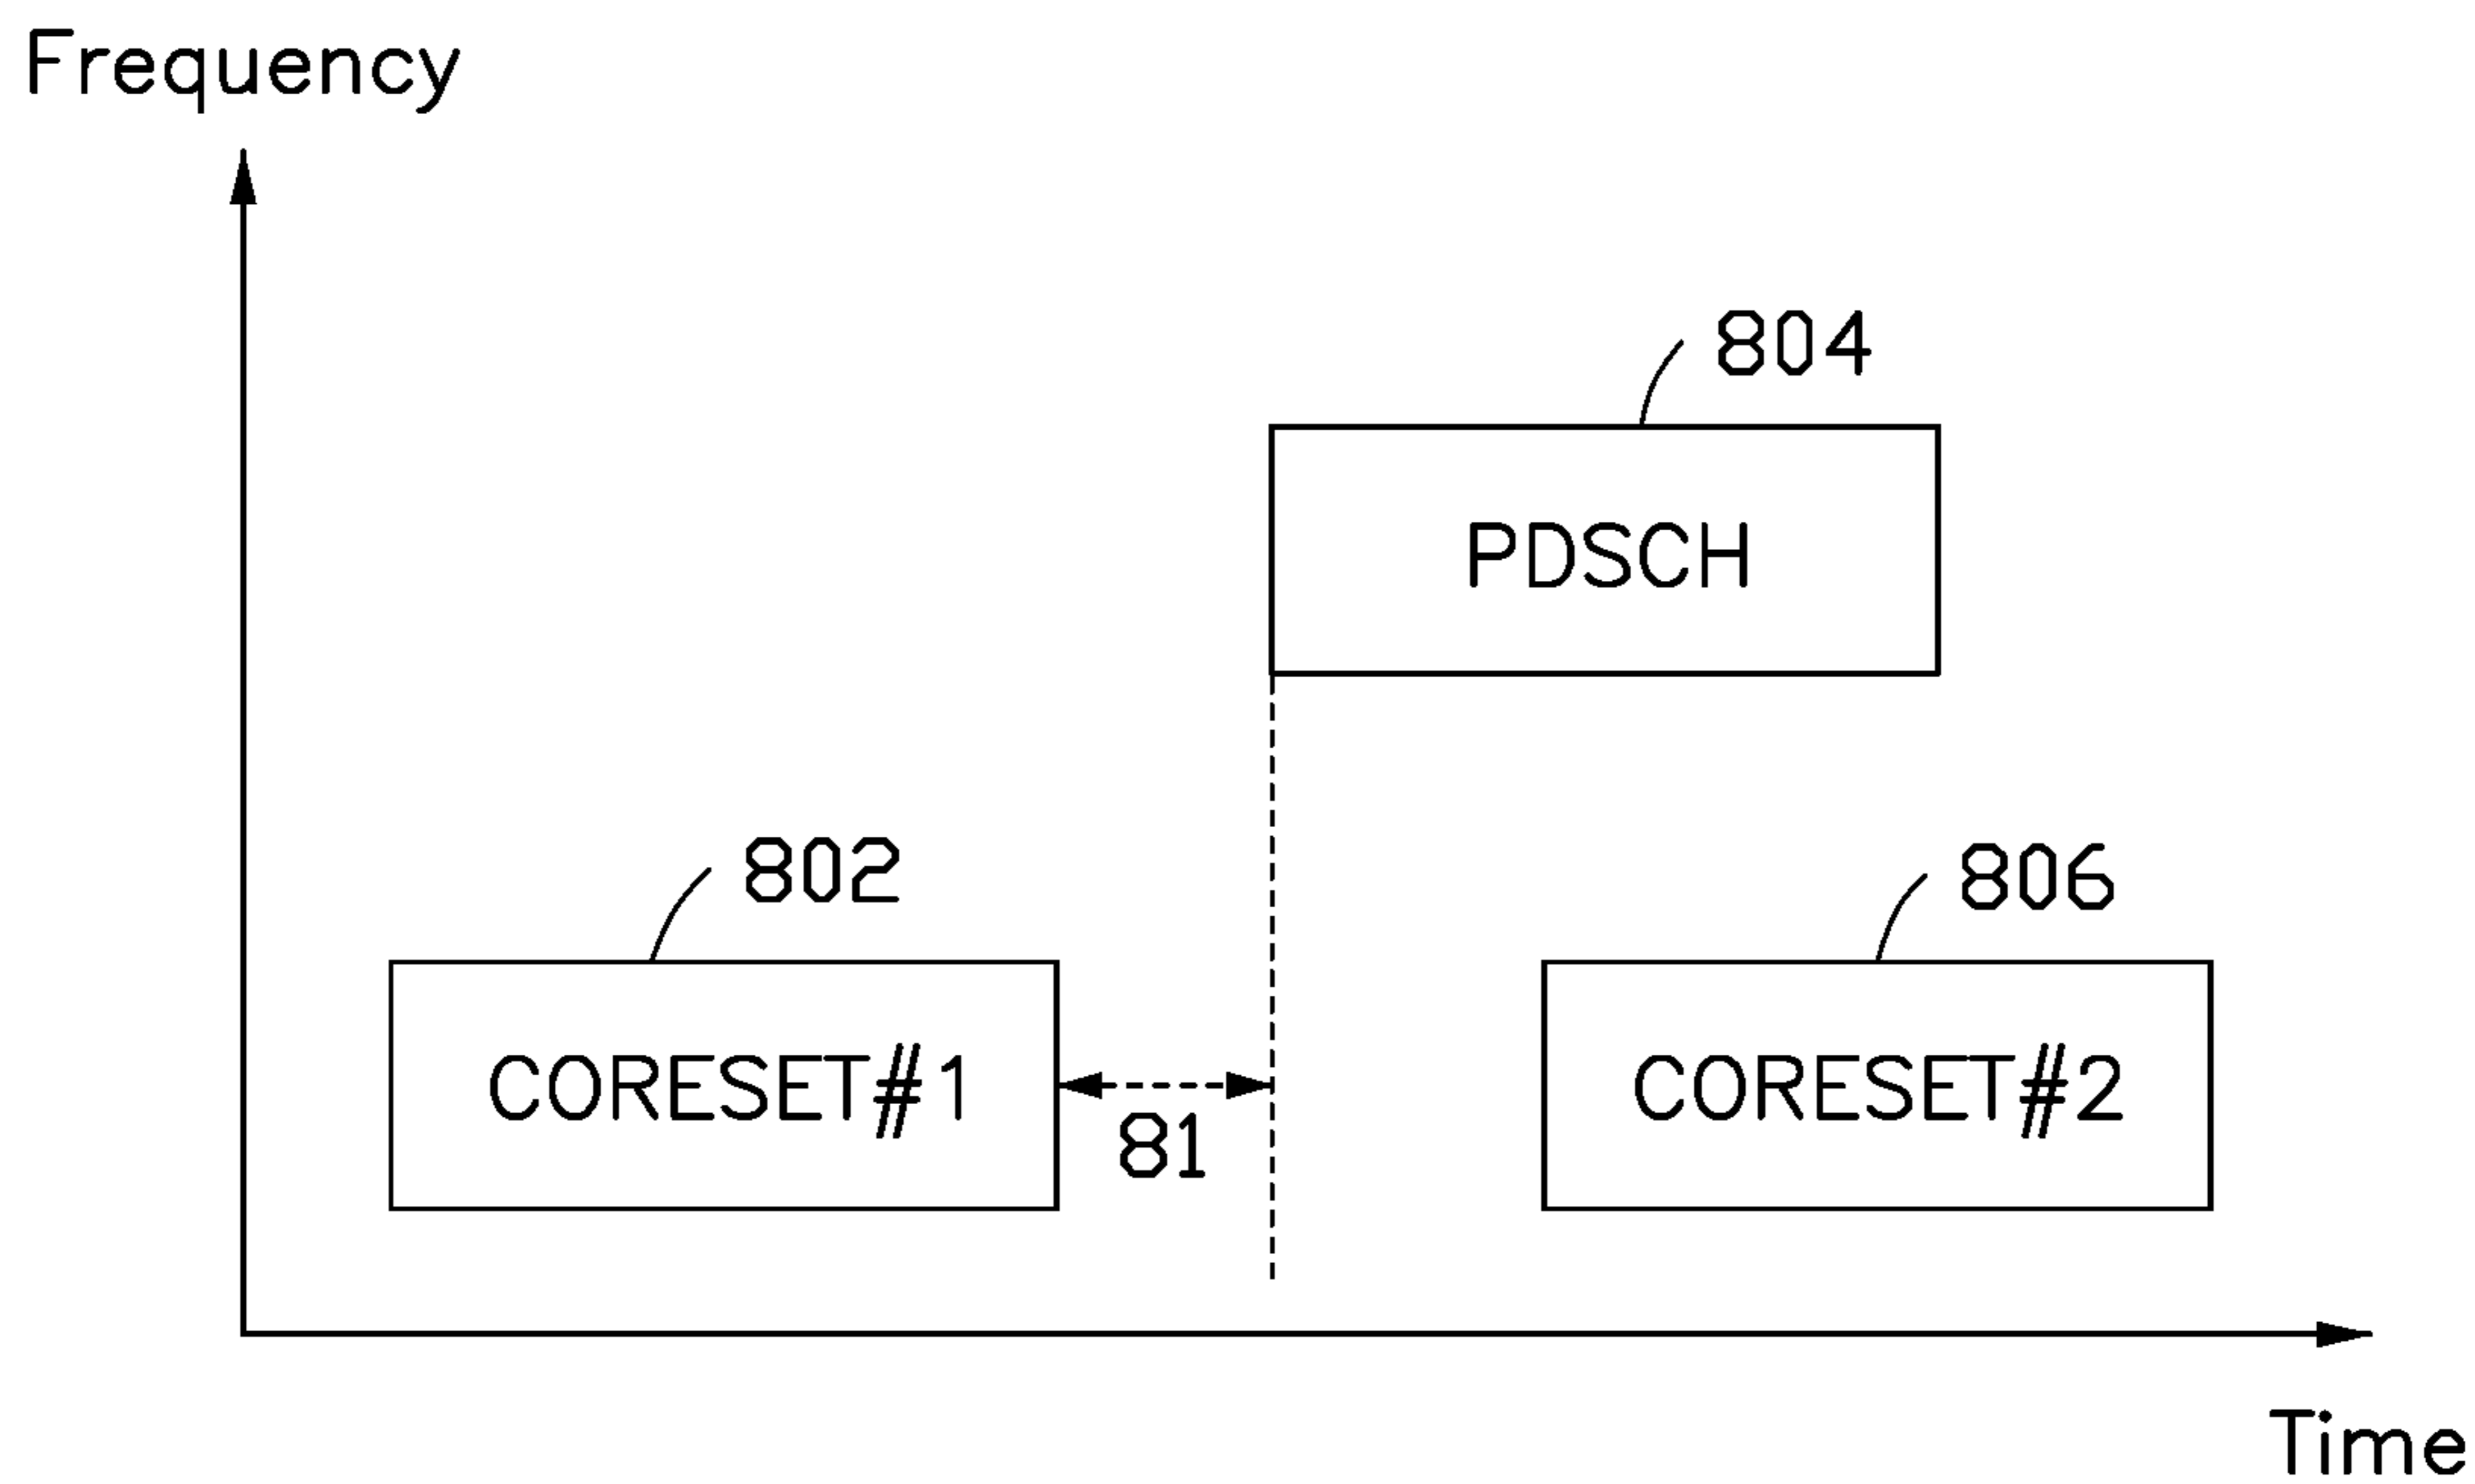 Frequency
804
PDSCH
802
806
CORESET#1
CORESET#2
81
Time